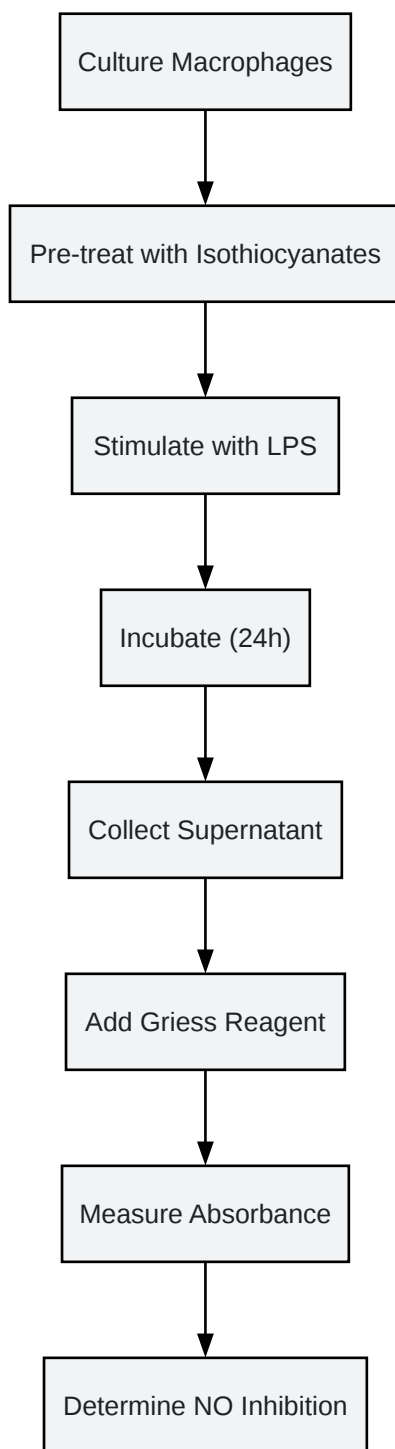 Culture Macrophages
Pre-treat with Isothiocyanates
Stimulate with LPS
Incubate (24h)
Collect Supernatant
Add Griess Reagent
Measure Absorbance
Determine NO Inhibition